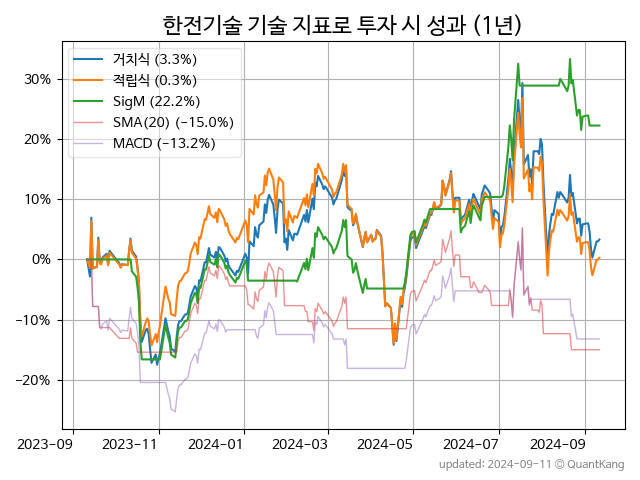 한전기술 기술 지표로 투자 시 성과 (1년)
거치식 (3.3%)
적립식 (0.3%)
SigM (22.2%)
SMA(20) (−15.0%)
MACD (−13.2%)
30%
20%
10%
0%
−10%
−20%
2023-09 2023-11 2024-01 2024-03 2024-05 2024-07 2024-09
updated: 2024-09-11 © QuantKang